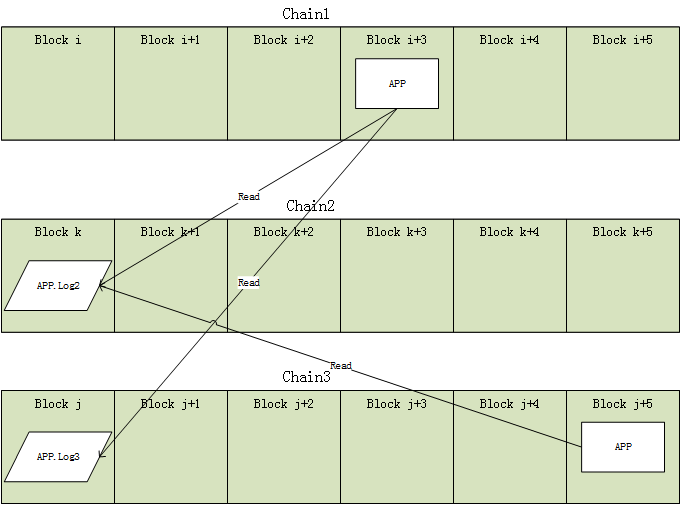 Chain1
Block i
Block i+1
Block i+2
Block i+3
Block i+4
Block i+5
APP
Read
Chain2
Block k
Block k+1
Block k+2
Block k+3
Block k+4
Block k+5
APP.Log2
Read
Read
Chain3
Block j
Block j+1
Block j+2
Block j+3
Block j+4
Block j+5
APP.Log3
APP